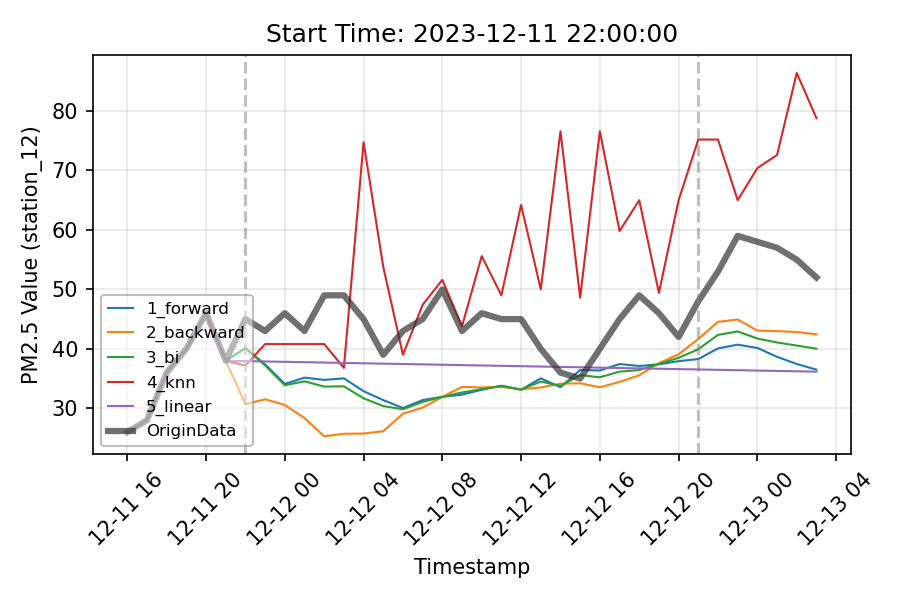 Start Time: 2023-12-11 22:00:00
PM2.5 Value (station_12)
80
70
60
50
40
30
1_forward
2_backward
3_bi
4_knn
5_linear
OriginData
12-11 16
12-11 20
12-12 00
12-12 04
12-12 08
12-12 12
12-12 16
12-12 20
12-13 00
12-13 04
Timestamp